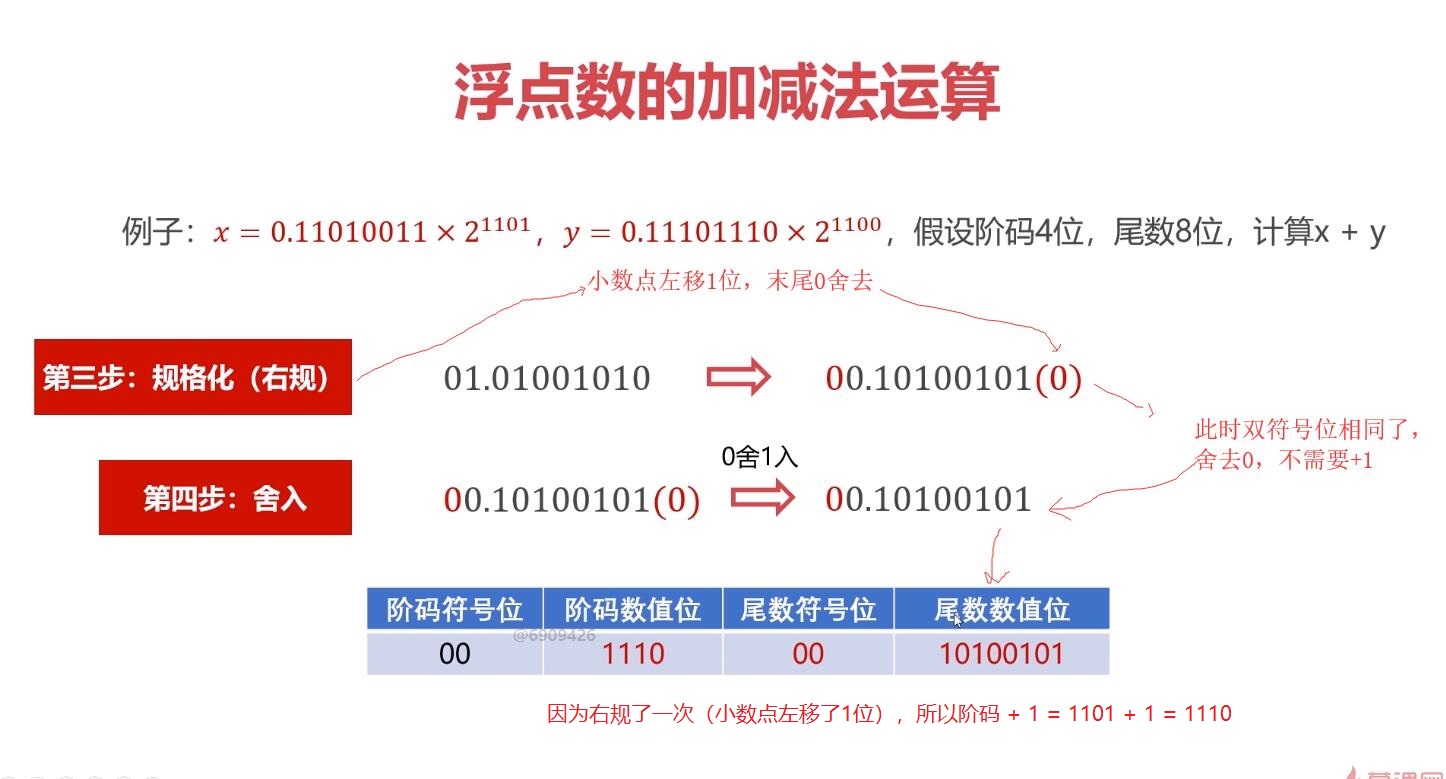 浮点数的加减法运算
例子：x = 0.11010011 × 2^1101，y = 0.11101110 × 2^1100，假设阶码4位，尾数8位，计算x + y
小数点左移1位，末尾0舍去
第三步：规格化（右规） 01.01001010 ⇨ 00.10100101(0)
此时双符号位相同了，
舍去0，不需要+1
0舍1入
第四步：舍入 00.10100101(0) ⇨ 00.10100101
阶码符号位 阶码数值位 尾数符号位 尾数数值位
@6909426
00 1110 00 10100101
因为右规了一次（小数点左移了1位），所以阶码 + 1 = 1101 + 1 = 1110